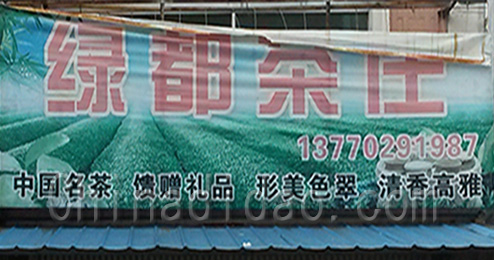 绿都茶庄
13770291987
中国名茶 馈赠礼品 形美色翠 清香高雅